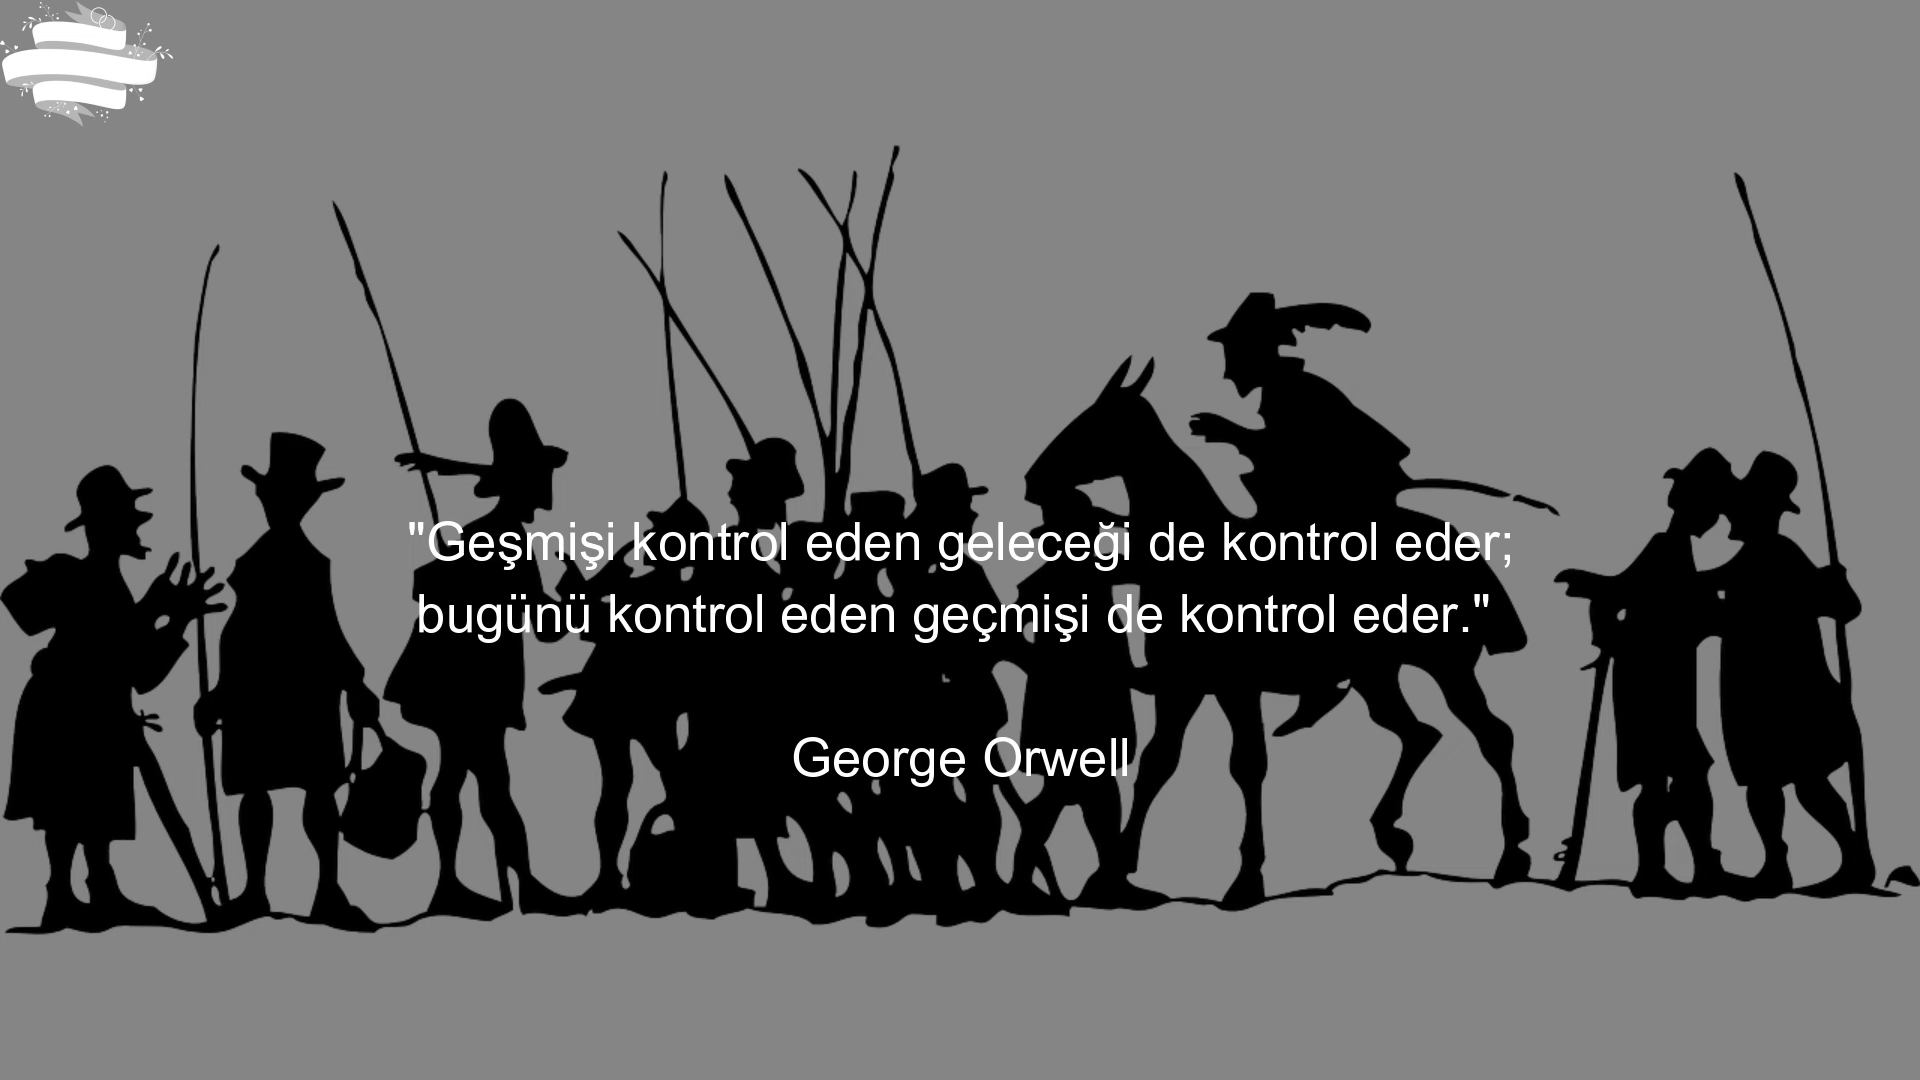 "Geşmişi kontrol eden geleceği de kontrol eder;
bugünü kontrol eden geçmişi de kontrol eder."
George Orwell